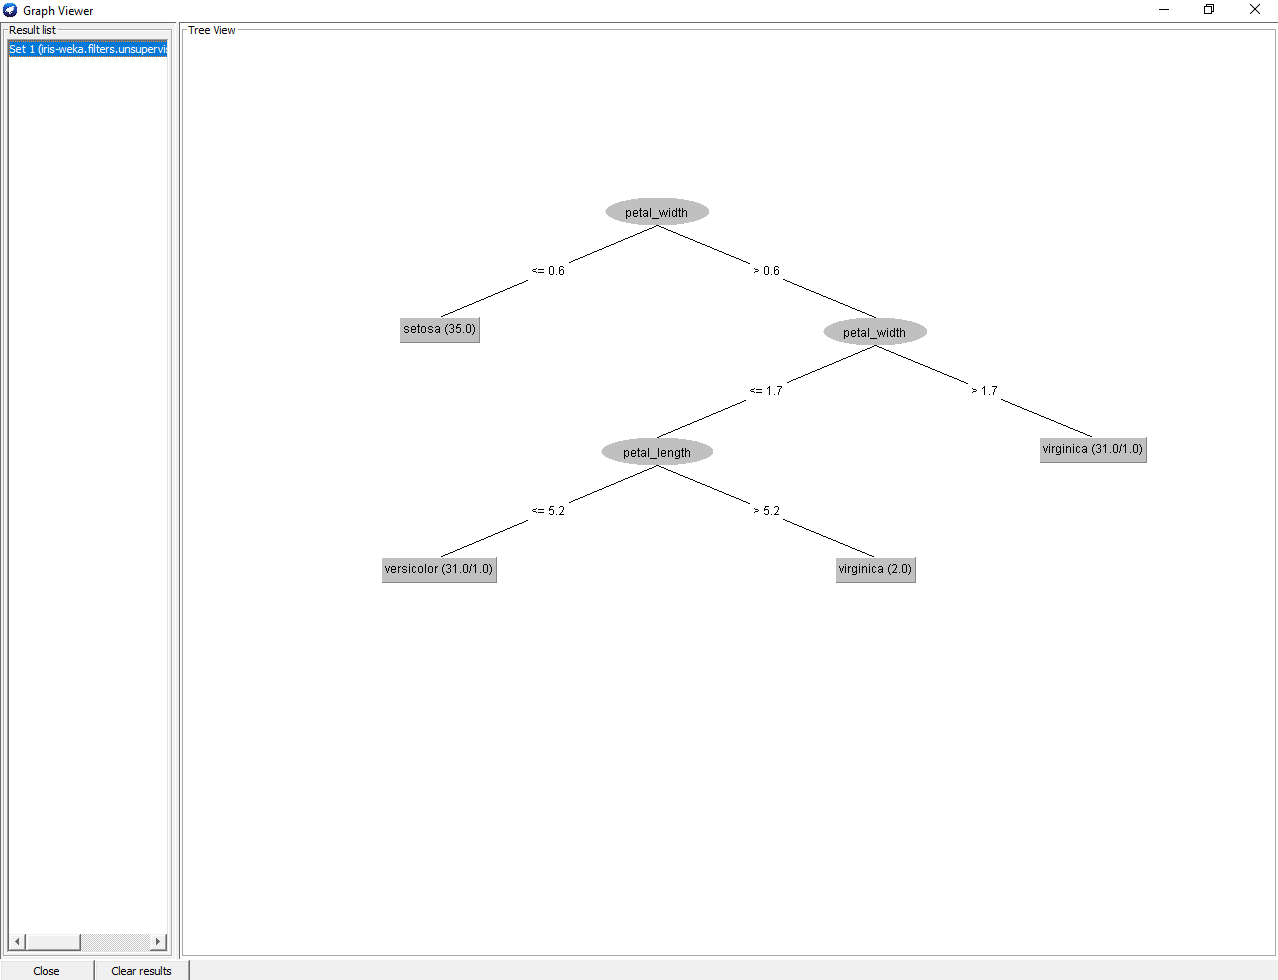 Graph Viewer
Result list
Set 1 (iris-weka.filters.unsupervis
Tree View
petal_width
<= 0.6
> 0.6
setosa (35.0)
petal_width
<= 1.7
> 1.7
petal_length
virginica (31.0/1.0)
<= 5.2
> 5.2
versicolor (31.0/1.0)
virginica (2.0)
Close
Clear results